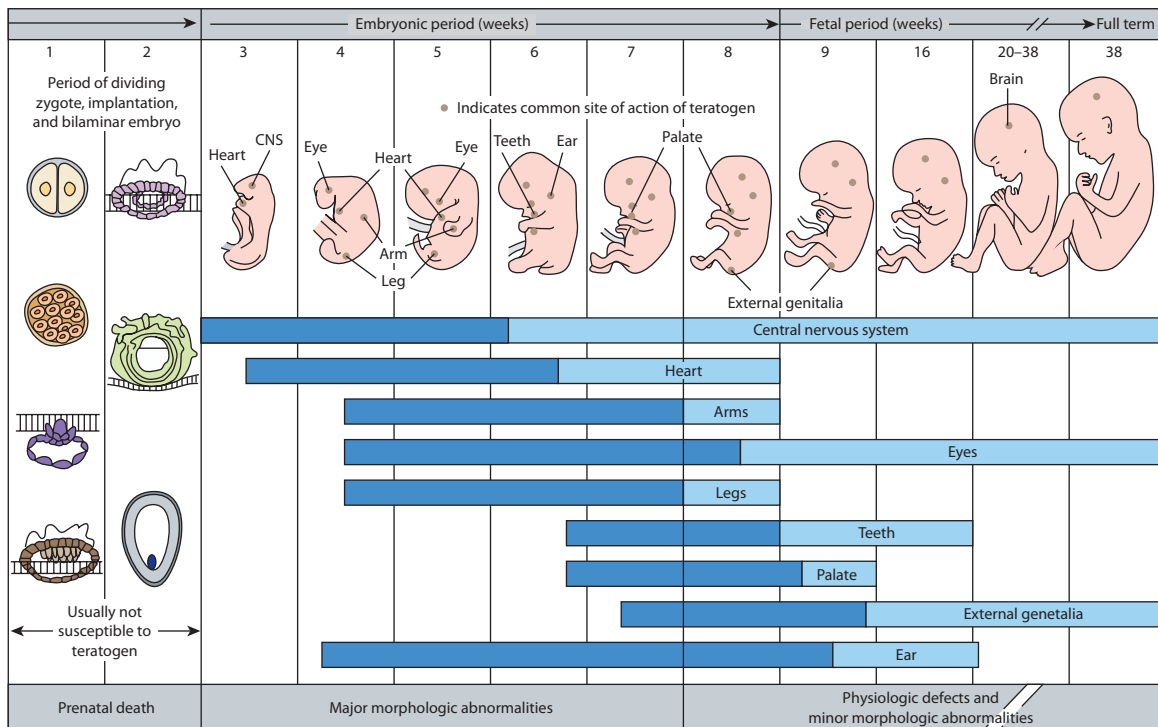 Embryonic period (weeks)
Fetal period (weeks)
Full term
1
2
3
4
5
6
7
8
9
16
20–38
38
Period of dividing
zygote, implantation,
and bilaminar embryo
Indicates common site of action of teratogen
Brain
CNS
Heart
Eye
Heart
Eye
Teeth
Ear
Palate
Arm
Leg
External genitalia
Central nervous system
Heart
Arms
Eyes
Legs
Teeth
Palate
External genetalia
Ear
Usually not
susceptible to
teratogen
Prenatal death
Major morphologic abnormalities
Physiologic defects and
minor morphologic abnormalities